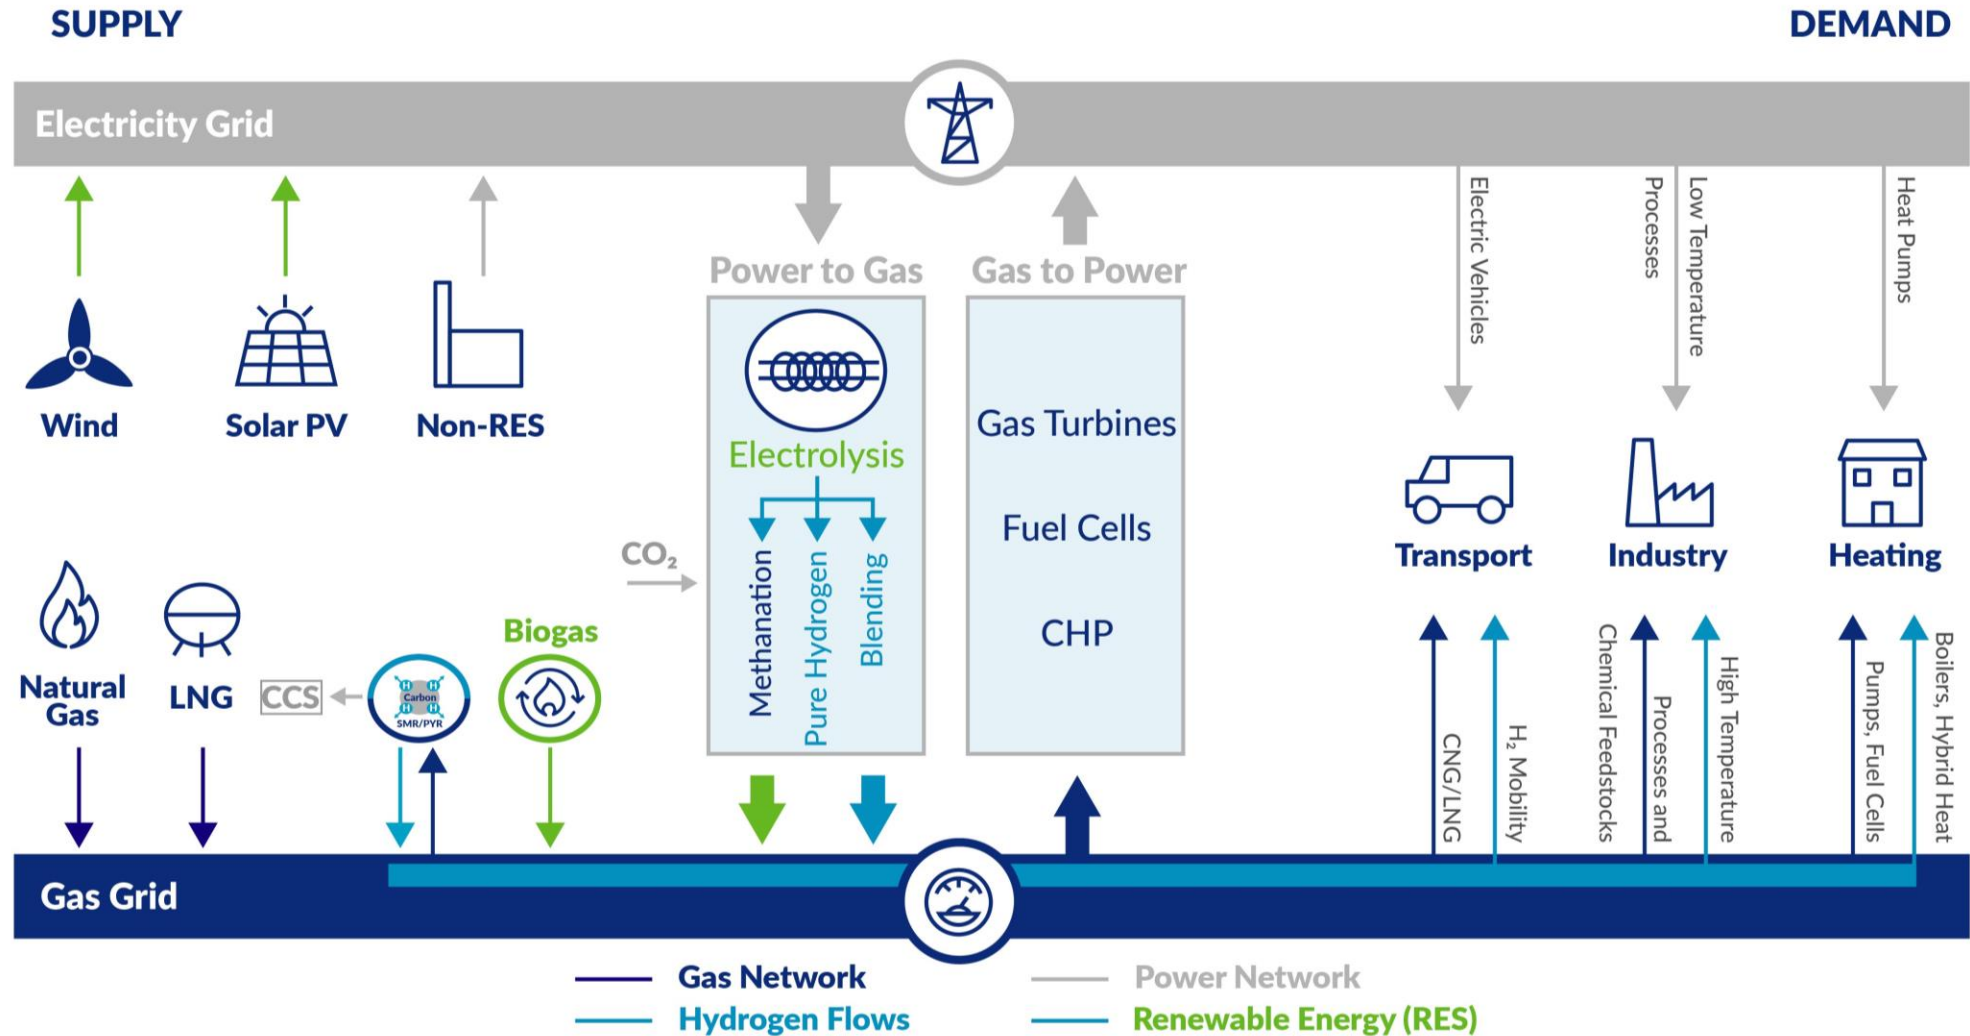 SUPPLY
DEMAND
Electricity Grid
Power to Gas
Gas to Power
Electric Vehicles
Low Temperature
Processes
Heat Pumps
Wind
Solar PV
Non-RES
Electrolysis
Methanation
Pure Hydrogen
Blending
Gas Turbines
Fuel Cells
CHP
CO₂
Transport
Industry
Heating
Natural
Gas
LNG
CCS
H
H
Carbon
H
H
SMR/PYR
Biogas
CNG/LNG
H₂ Mobility
High Temperature
Processes and
Chemical Feedstocks
Boilers, Hybrid Heat
Pumps, Fuel Cells
Gas Grid
Gas Network
Power Network
Hydrogen Flows
Renewable Energy (RES)